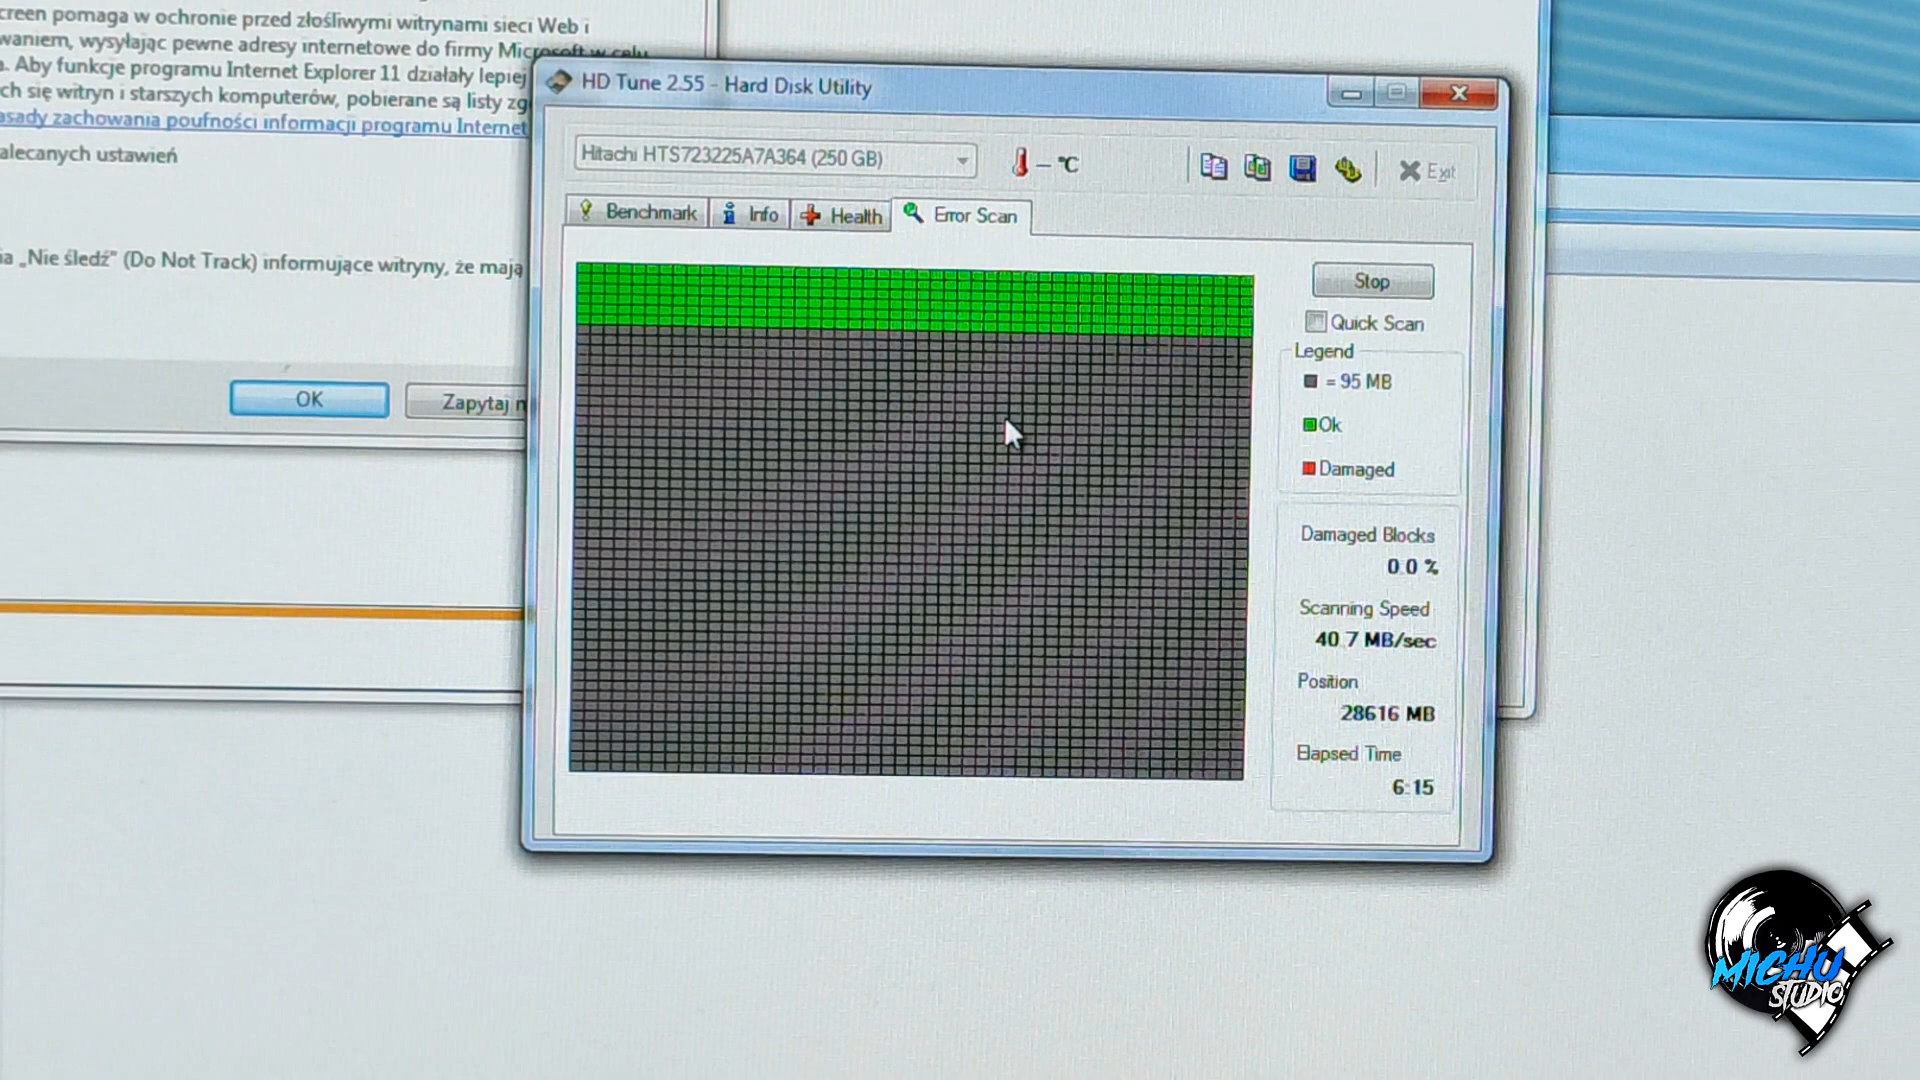 creen pomaga w ochronie przed złośliwymi witrynami sieci Web i
waniem, wysyłając pewne adresy internetowe do firmy Microsoft w celu
a. Aby funkcje programu Internet Explorer 11 działały lepiej
ch się witryn i starszych komputerów, pobierane są listy zg
asady zachowania poufności informacji programu Internet
alecanych ustawień
ia „Nie śledź” (Do Not Track) informujące witryny, że mają
OK
Zapytaj
HD Tune 2.55 - Hard Disk Utility
Hitachi HTS723225A7A364 (250 GB)
– °C
Exit
Benchmark
Info
Health
Error Scan
Stop
Quick Scan
Legend
= 95 MB
Ok
Damaged
Damaged Blocks
0.0 %
Scanning Speed
40.7 MB/sec
Position
28616 MB
Elapsed Time
6:15
MICHU
STUDIO